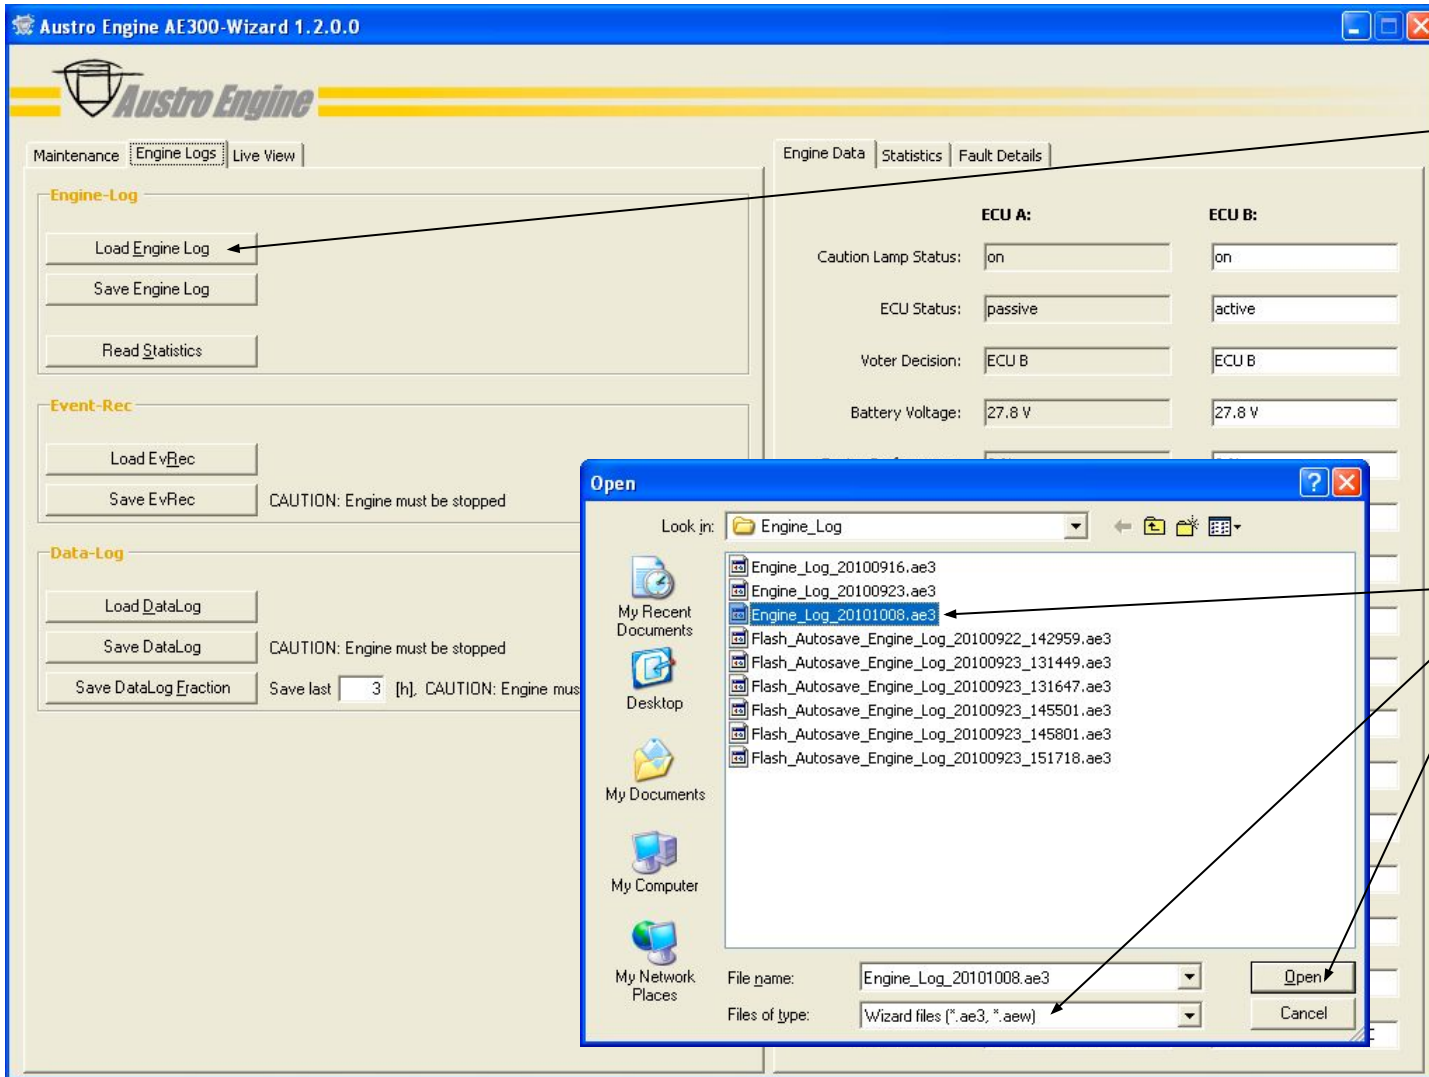 Austro Engine AE300-Wizard 1.2.0.0
Austro Engine
Maintenance Engine Logs Live View
Engine Data Statistics Fault Details
Engine-Log
Load Engine Log
Save Engine Log
Read Statistics
Event-Rec
Load EvRec
Save EvRec CAUTION: Engine must be stopped
Data-Log
Load DataLog
Save DataLog CAUTION: Engine must be stopped
Save DataLog Fraction Save last 3 [h], CAUTION: Engine mus
ECU A: ECU B:
Caution Lamp Status: on on
ECU Status: passive active
Voter Decision: ECU B ECU B
Battery Voltage: 27.8 V 27.8 V
Open
Look in: Engine_Log
My Recent
Documents
Desktop
My Documents
My Computer
My Network
Places
Engine_Log_20100916.ae3
Engine_Log_20100923.ae3
Engine_Log_20101008.ae3
Flash_Autosave_Engine_Log_20100922_142959.ae3
Flash_Autosave_Engine_Log_20100923_131449.ae3
Flash_Autosave_Engine_Log_20100923_131647.ae3
Flash_Autosave_Engine_Log_20100923_145501.ae3
Flash_Autosave_Engine_Log_20100923_145801.ae3
Flash_Autosave_Engine_Log_20100923_151718.ae3
File name: Engine_Log_20101008.ae3 Open
Files of type: Wizard files (*.ae3, *.aew) Cancel